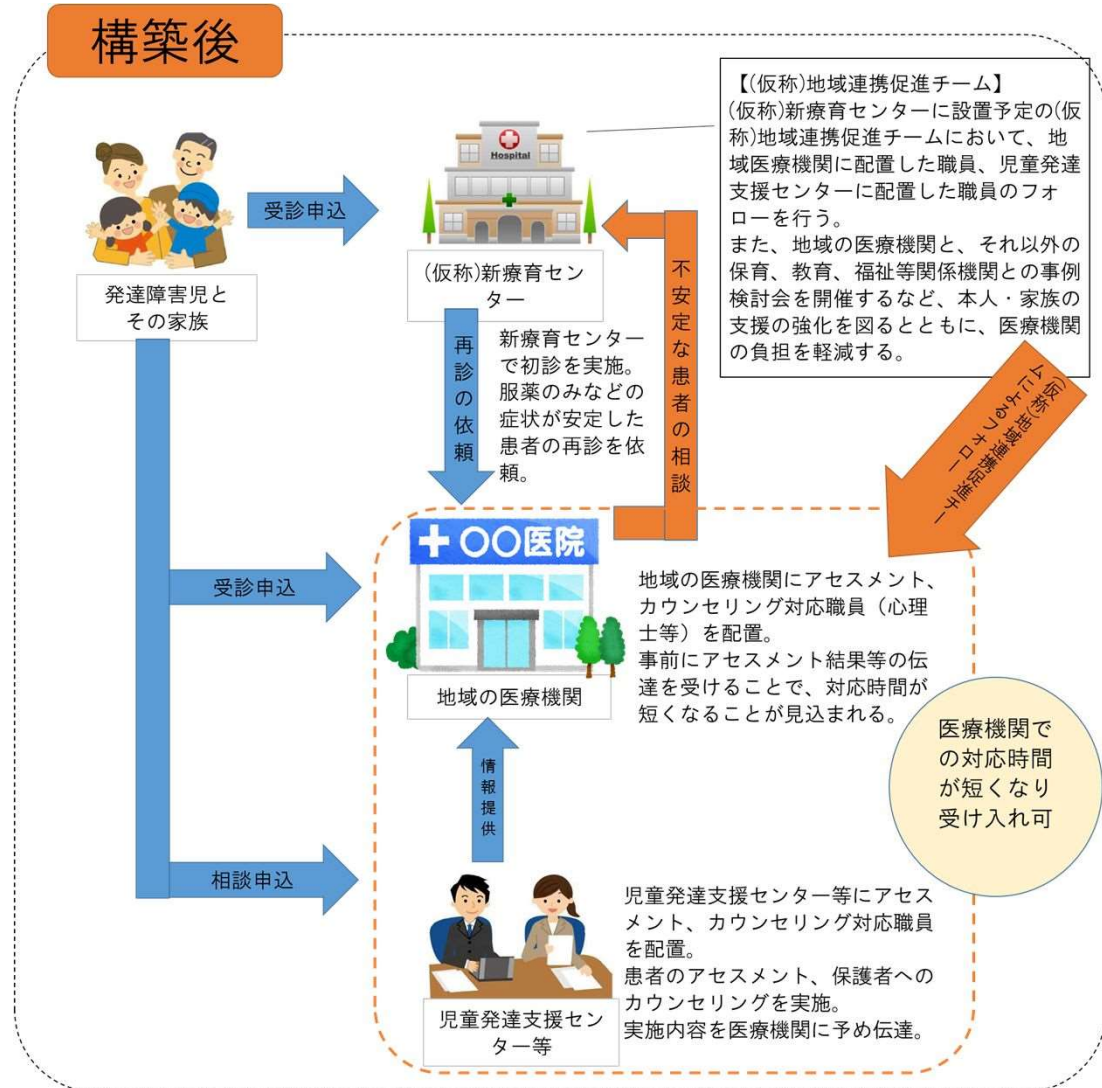 構築後
【(仮称)地域連携促進チーム】
(仮称)新療育センターに設置予定の(仮
称)地域連携促進チームにおいて、地
域医療機関に配置した職員、児童発達
支援センターに配置した職員のフォ
ローを行う。
また、地域の医療機関と、それ以外の
保育、教育、福祉等関係機関との事例
検討会を開催するなど、本人・家族の
支援の強化を図るとともに、医療機関
の負担を軽減する。
Hospital
受診申込
(仮称)新療育セン
ター
発達障害児と
その家族
再診の依頼
新療育センター
で初診を実施。
服薬のみなどの
症状が安定した
患者の再診を依
頼。
不安定な患者の相談
(仮称)地域連携促進チー
ムによるフォロー
〇〇医院
受診申込
地域の医療機関
地域の医療機関にアセスメント、
カウンセリング対応職員（心理
士等）を配置。
事前にアセスメント結果等の伝
達を受けることで、対応時間が
短くなることが見込まれる。
医療機関で
の対応時間
が短くなり
受け入れ可
情報提供
相談申込
児童発達支援セン
ター等
児童発達支援センター等にアセス
メント、カウンセリング対応職員
を配置。
患者のアセスメント、保護者への
カウンセリングを実施。
実施内容を医療機関に予め伝達。